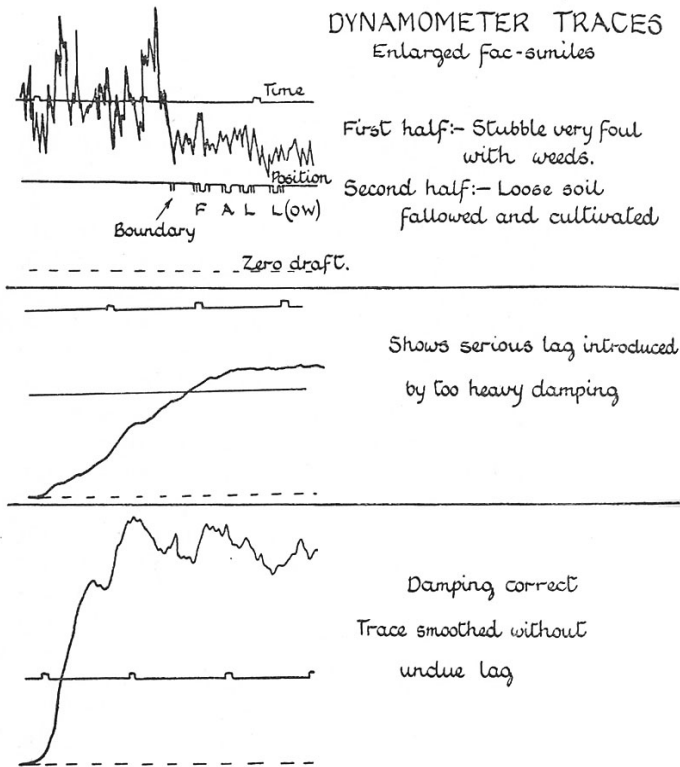 DYNAMOMETER TRACES
Enlarged Fac-similes
Time
First half:- Stubble very foul
with weeds.
Position
Second half:- Loose soil
fallowed and cultivated
F A L L(OW)
Boundary
Zero draft.
Shows serious lag introduced
by too heavy damping
Damping correct
Trace smoothed without
undue lag